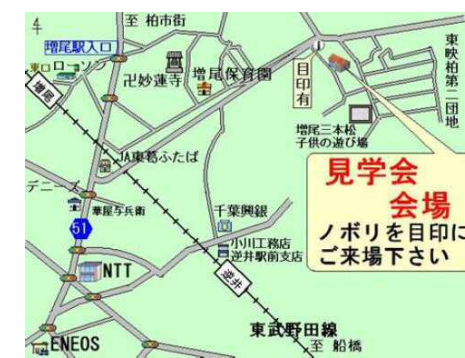 至 柏市街
増尾駅入口
東口
ローソン
増尾
卍妙蓮寺
増尾保育園
目印有
東映柏第二団地
増尾三本松
子供の遊び場
JA東葛ふたば
デニーズ
華屋与兵衛
51
NTT
千葉興銀
小川工務店
逆井駅前支店
逆井
見学会
会場
ノボリを目印に
ご来場下さい
東武野田線
至 船橋
ENEOS